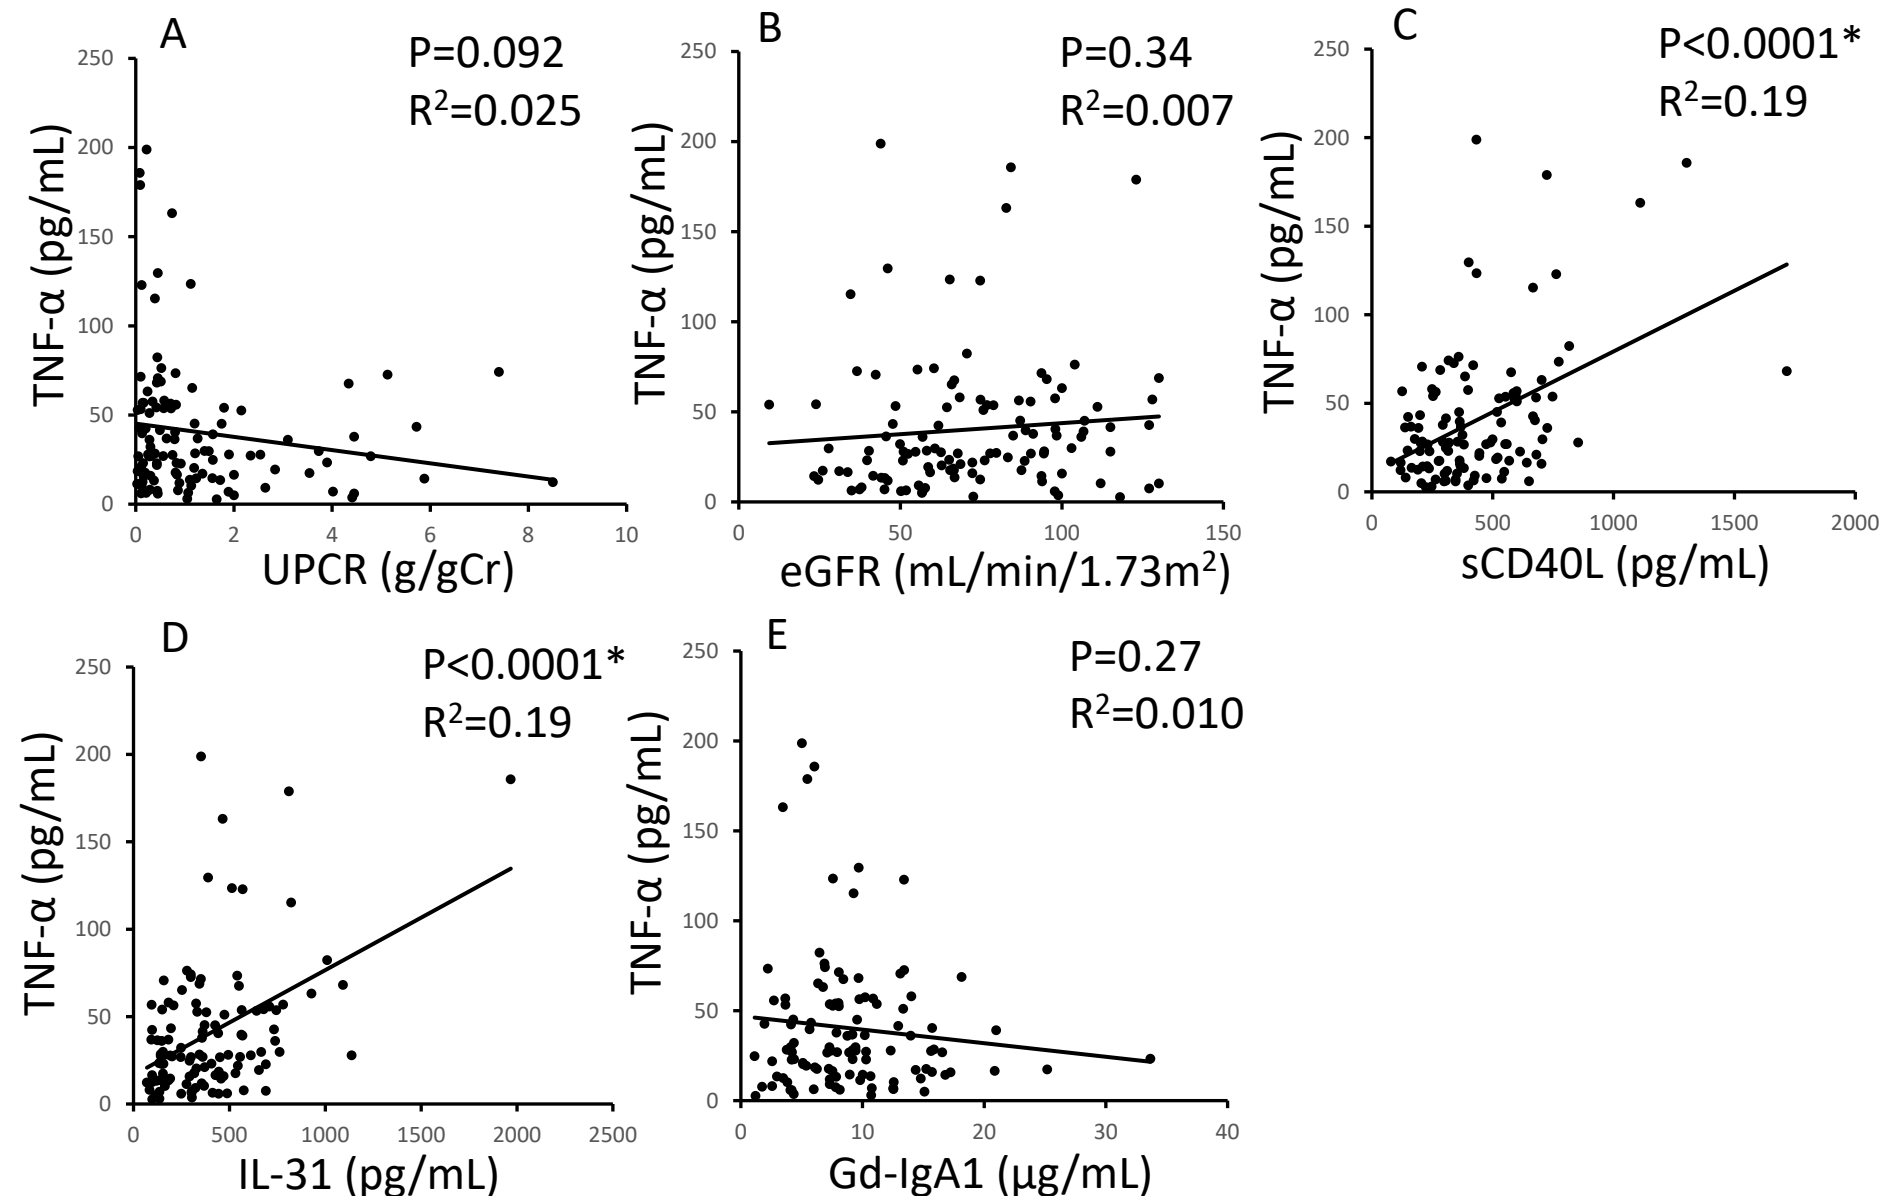 A
P=0.092
R²=0.025
TNF-α (pg/mL)
250
200
150
100
50
0
0 2 4 6 8 10
UPCR (g/gCr)
B
P=0.34
R²=0.007
TNF-α (pg/mL)
250
200
150
100
50
0
0 50 100 150
eGFR (mL/min/1.73m²)
C
P<0.0001*
R²=0.19
TNF-α (pg/mL)
250
200
150
100
50
0
0 500 1000 1500 2000
sCD40L (pg/mL)
D
P<0.0001*
R²=0.19
TNF-α (pg/mL)
250
200
150
100
50
0
0 500 1000 1500 2000 2500
IL-31 (pg/mL)
E
P=0.27
R²=0.010
TNF-α (pg/mL)
250
200
150
100
50
0
0 10 20 30 40
Gd-IgA1 (μg/mL)